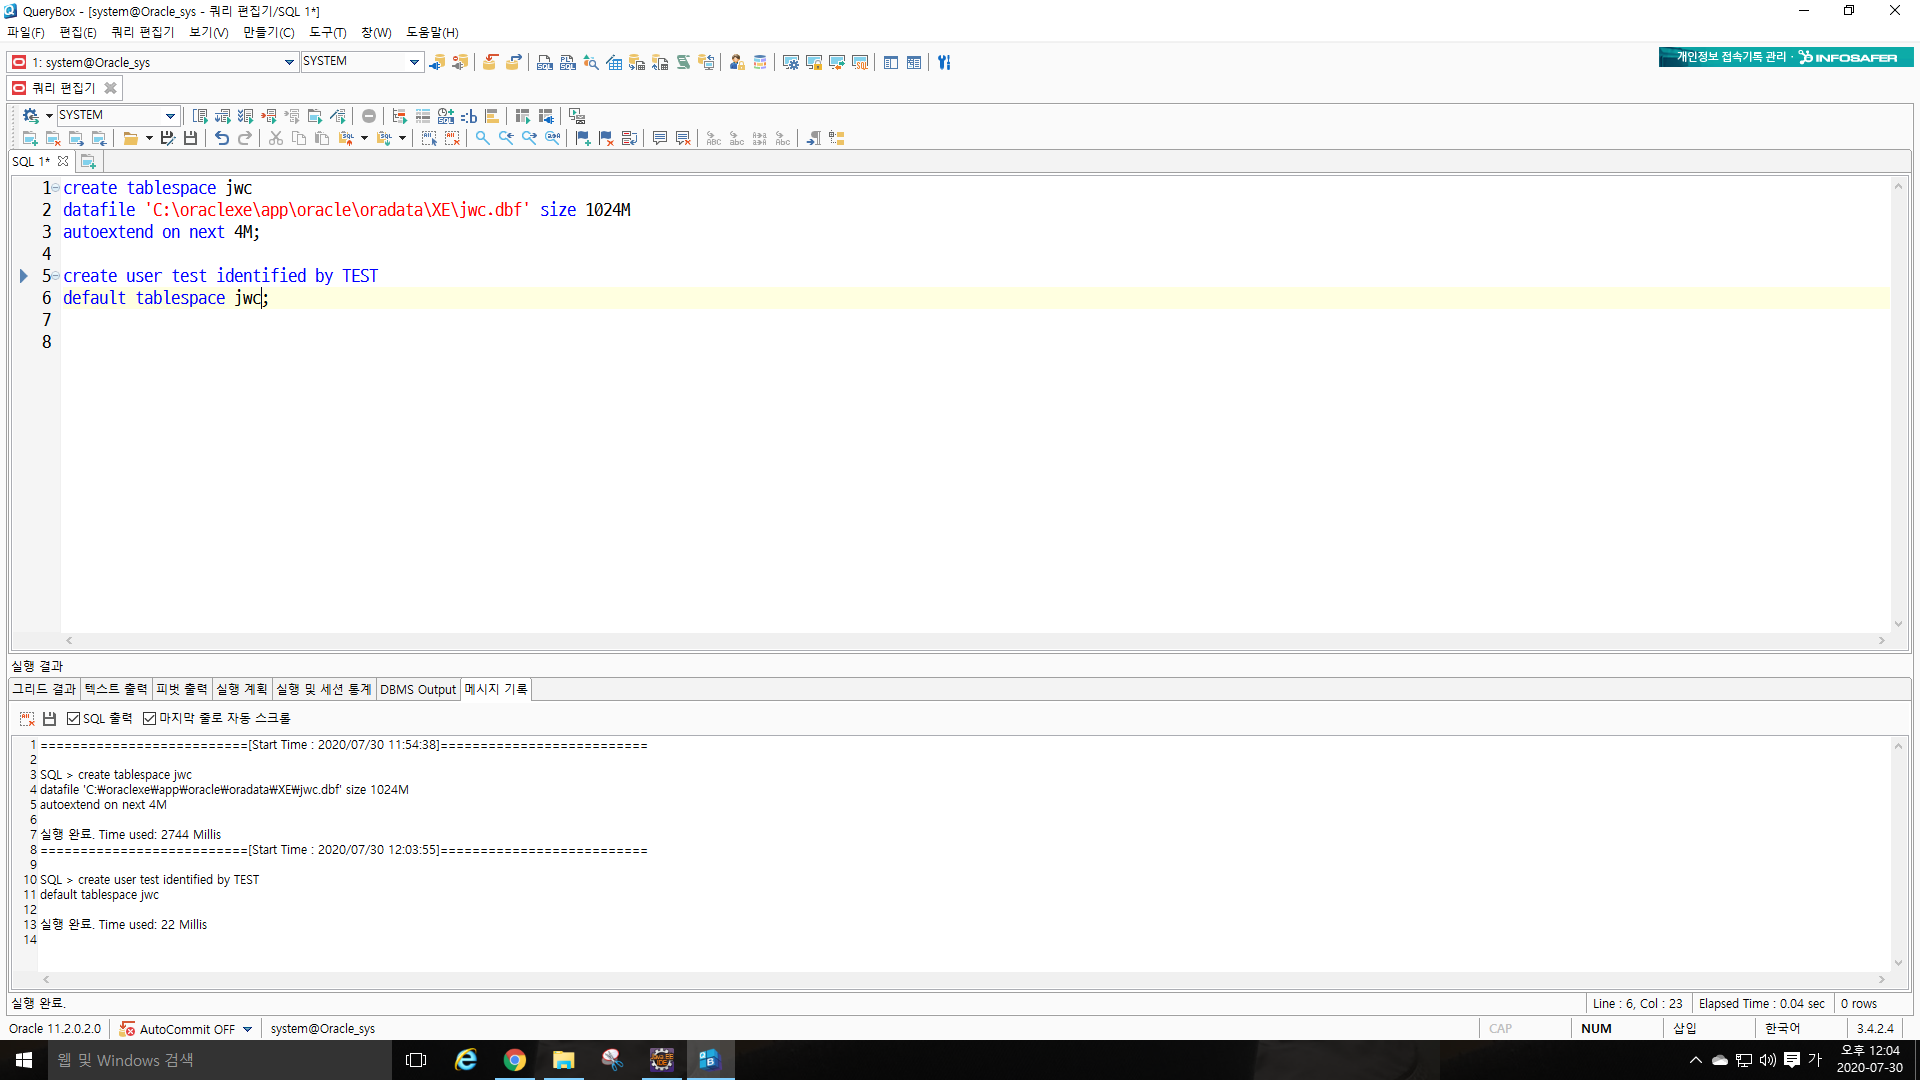 QueryBox - [system@Oracle_sys - 쿼리 편집기/SQL 1*]
파일(F) 편집(E) 쿼리 편집기 보기(V) 만들기(C) 도구(T) 창(W) 도움말(H)
1: system@Oracle_sys SYSTEM
개인정보 접속기록 관리 · INFOSAFER
쿼리 편집기
SYSTEM
SQL 1*
1 create tablespace jwc
2 datafile 'C:\oraclexe\app\oracle\oradata\XE\jwc.dbf' size 1024M
3 autoextend on next 4M;
4
5 create user test identified by TEST
6 default tablespace jwc;
7
8
실행 결과
그리드 결과 텍스트 출력 피벗 출력 실행 계획 실행 및 세션 통계 DBMS Output 메시지 기록
SQL 출력 마지막 줄로 자동 스크롤
1 ==========================[Start Time : 2020/07/30 11:54:38]==========================
2
3 SQL > create tablespace jwc
4 datafile 'C:₩oraclexe₩app₩oracle₩oradata₩XE₩jwc.dbf' size 1024M
5 autoextend on next 4M
6
7 실행 완료. Time used: 2744 Millis
8 ==========================[Start Time : 2020/07/30 12:03:55]==========================
9
10 SQL > create user test identified by TEST
11 default tablespace jwc
12
13 실행 완료. Time used: 22 Millis
14
실행 완료. Line : 6, Col : 23 Elapsed Time : 0.04 sec 0 rows
Oracle 11.2.0.2.0 AutoCommit OFF system@Oracle_sys CAP NUM 삽입 한국어 3.4.2.4
웹 및 Windows 검색 가 오후 12:04
2020-07-30